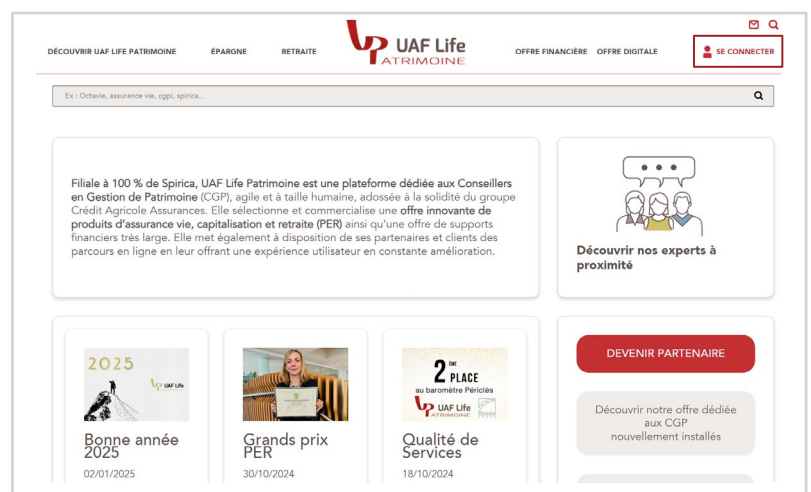 DÉCOUVRIR UAF LIFE PATRIMOINE
ÉPARGNE
RETRAITE
UAF Life
PATRIMOINE
OFFRE FINANCIÈRE
OFFRE DIGITALE
SE CONNECTER
Ex : Octavie, assurance vie, cgpi, spirica...
Filiale à 100 % de Spirica, UAF Life Patrimoine est une plateforme dédiée aux Conseillers
en Gestion de Patrimoine (CGP), agile et à taille humaine, adossée à la solidité du groupe
Crédit Agricole Assurances. Elle sélectionne et commercialise une offre innovante de
produits d'assurance vie, capitalisation et retraite (PER) ainsi qu'une offre de supports
financiers très large. Elle met également à disposition de ses partenaires et clients des
parcours en ligne en leur offrant une expérience utilisateur en constante amélioration.
Découvrir nos experts à
proximité
2025
UAF Life
Bonne année
2025
02/01/2025
Grands prix
PER
30/10/2024
2 ÈME
PLACE
au baromètre Périclès
UAF Life
PATRIMOINE
Qualité de
Services
18/10/2024
DEVENIR PARTENAIRE
Découvrir notre offre dédiée
aux CGP
nouvellement installés